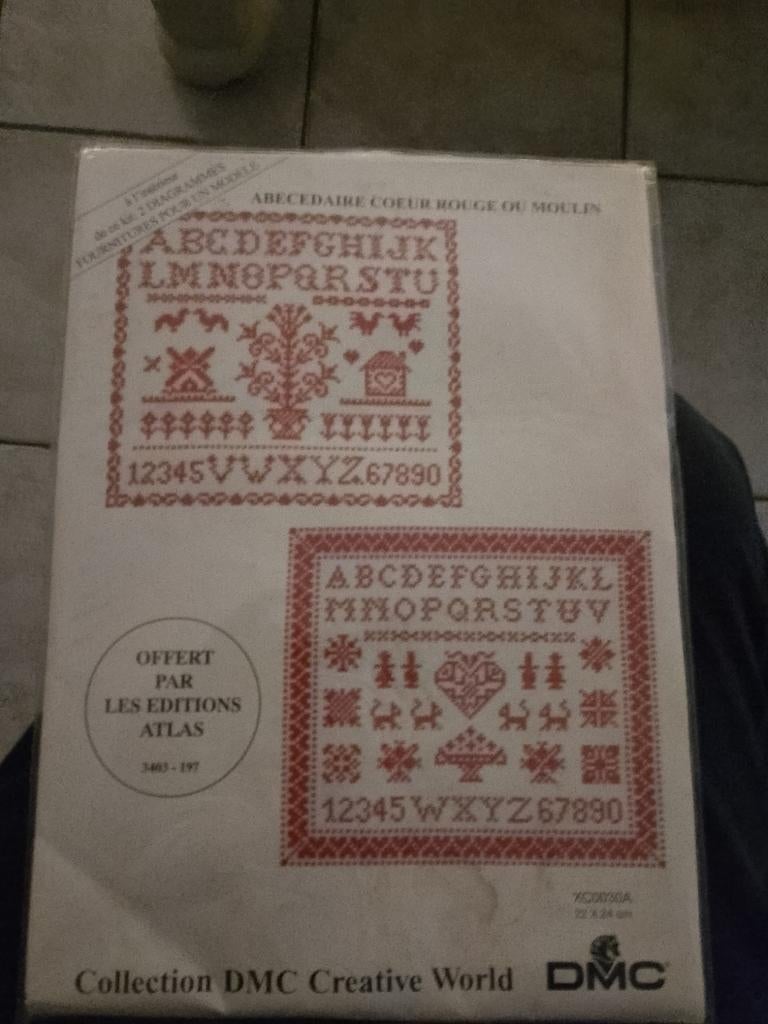 à l'intérieur
de ce kit, 2 DIAGRAMMES
FOURNITURES POUR UN MODELE
ABECEDAIRE COEUR ROUGE OU MOULIN
ABCDEFGHIJK
LMNOPQRSTU
12345VWXYZ67890
ABCDEFGHIJKL
MNOPQRSTUV
12345WXYZ67890
OFFERT
PAR
LES EDITIONS
ATLAS
3403 - 197
XC0030A
22 X 24 cm
Collection DMC Creative World
DMC